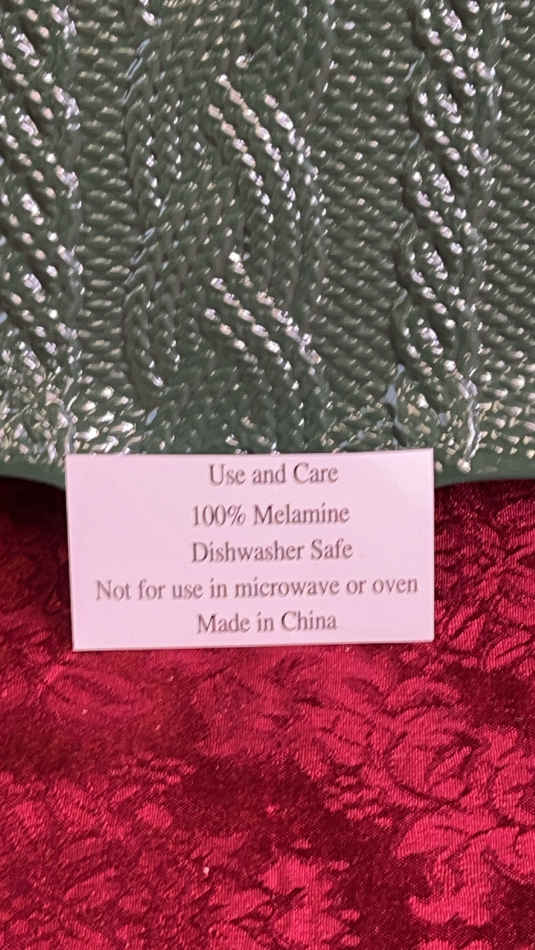 Use and Care
100% Melamine
Dishwasher Safe
Not for use in microwave or oven
Made in China